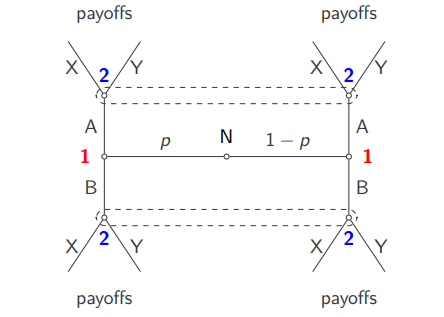 payoffs payoffs
X Y X Y
2 2
A A
p N 1 − p
1 1
B B
X 2 Y X 2 Y
payoffs payoffs